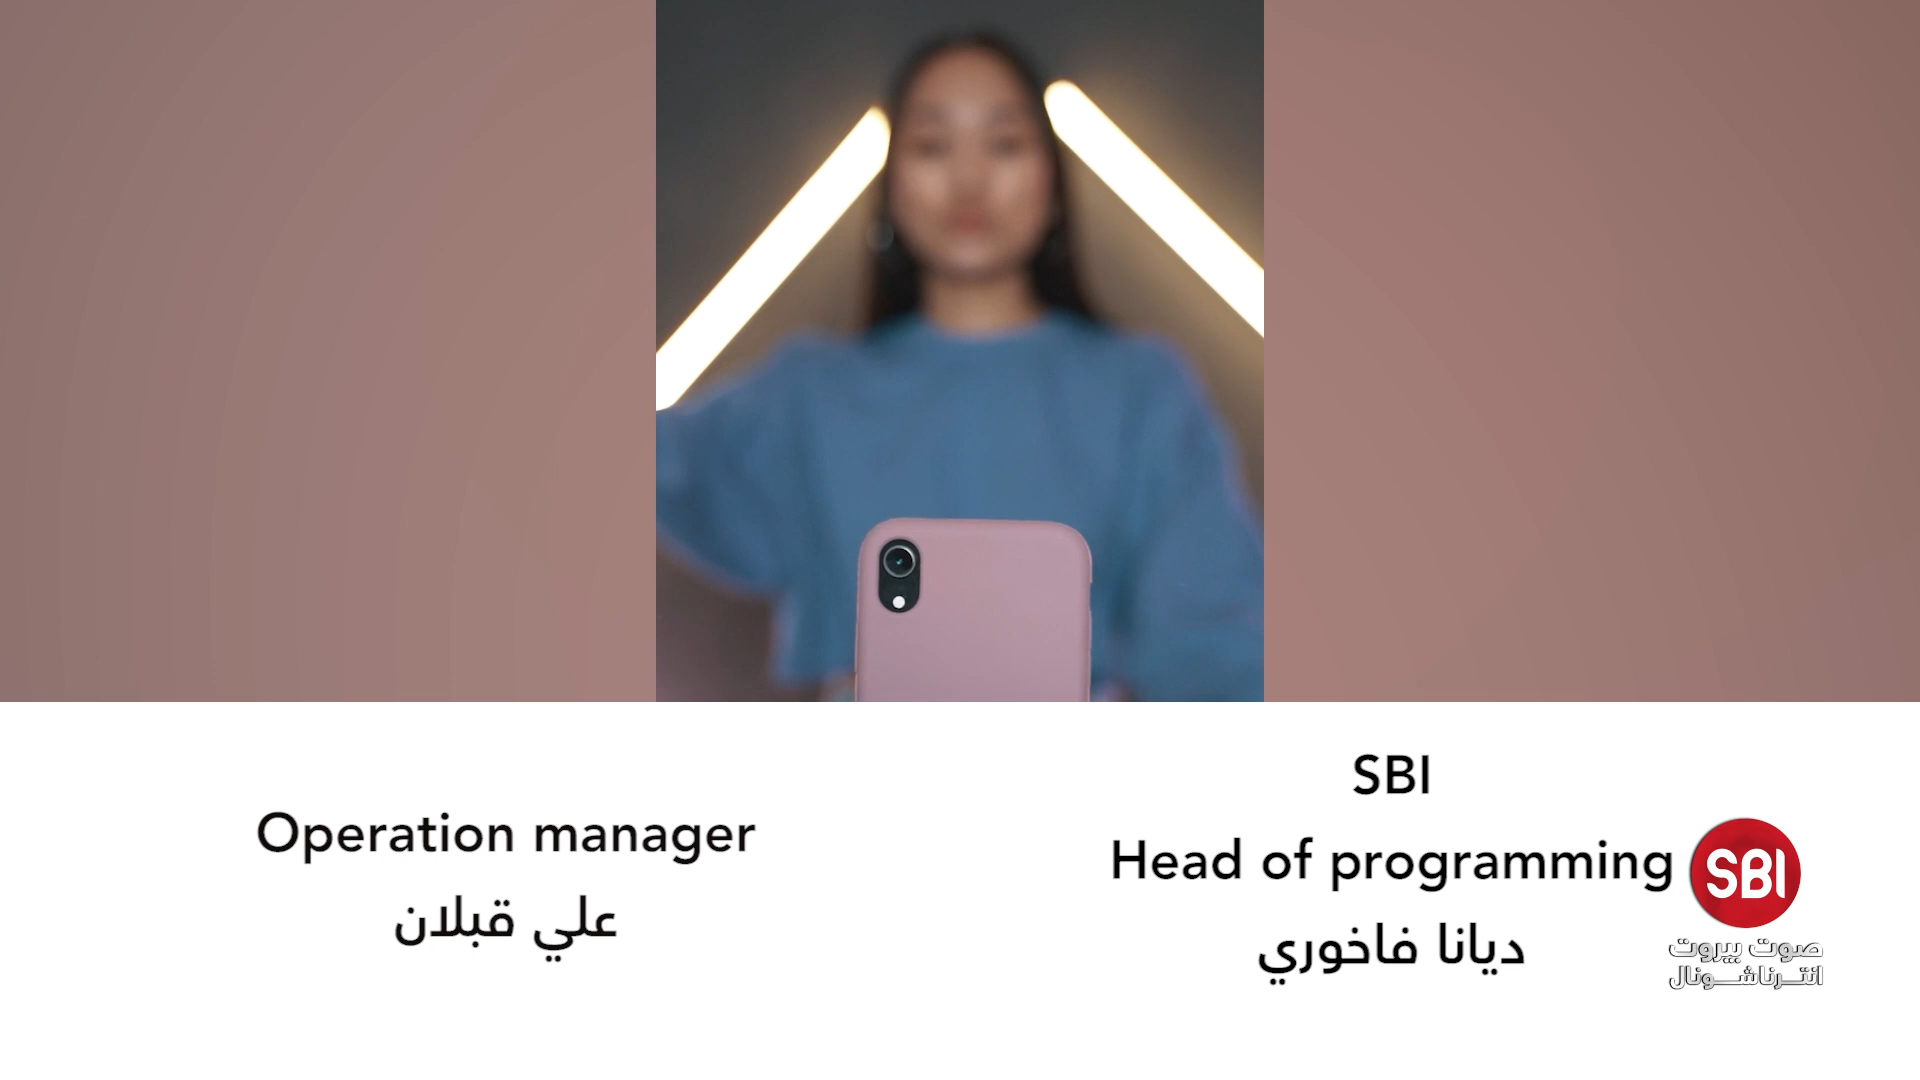 Operation manager
علي قبلان
SBI
Head of programming
ديانا فاخوري
SBI
صوت بيروت
انترناشونال